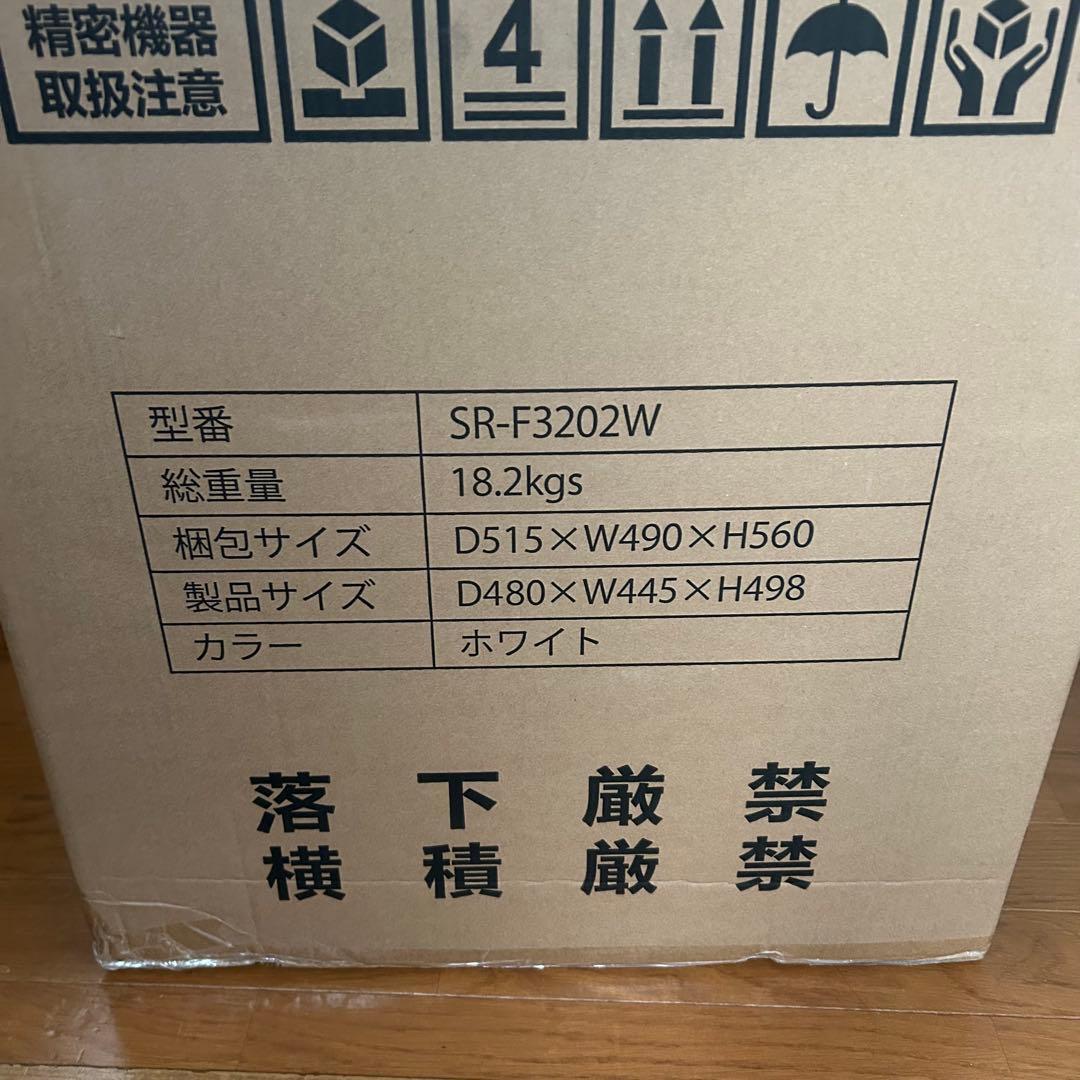 精密機器
取扱注意
4
型番 SR-F3202W
総重量 18.2kgs
梱包サイズ D515×W490×H560
製品サイズ D480×W445×H498
カラー ホワイト
落下厳禁
横積厳禁